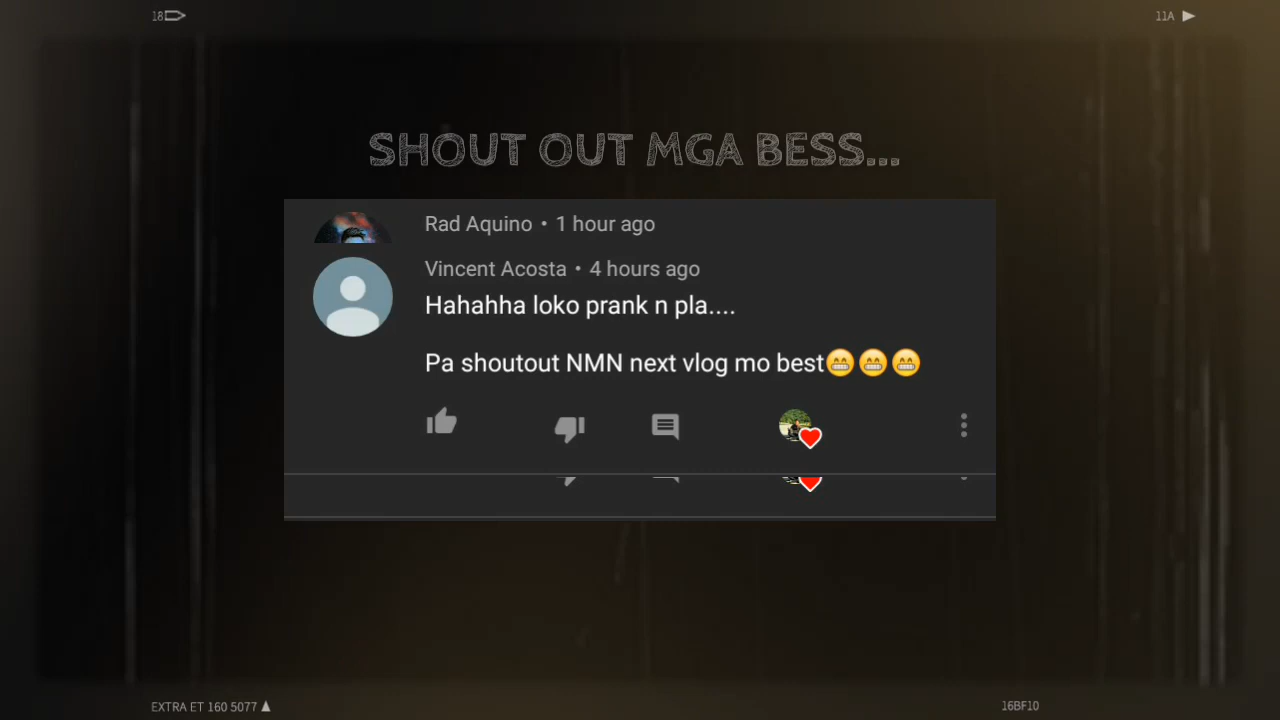 18
11A
SHOUT OUT MGA BESS...
Rad Aquino • 1 hour ago
Vincent Acosta • 4 hours ago
Hahahha loko prank n pla....
Pa shoutout NMN next vlog mo best😁😁😁
EXTRA ET 160 5077
16BF10